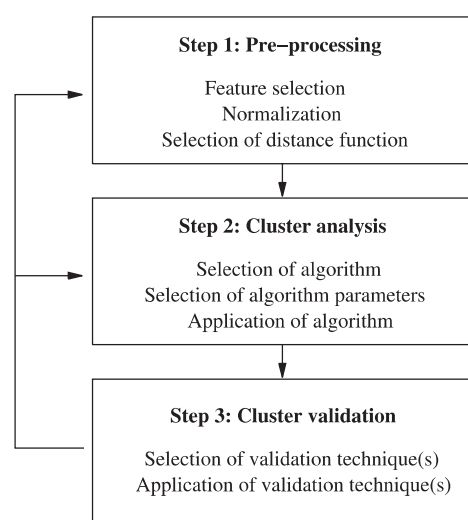 Step 1: Pre–processing
Feature selection
Normalization
Selection of distance function
Step 2: Cluster analysis
Selection of algorithm
Selection of algorithm parameters
Application of algorithm
Step 3: Cluster validation
Selection of validation technique(s)
Application of validation technique(s)